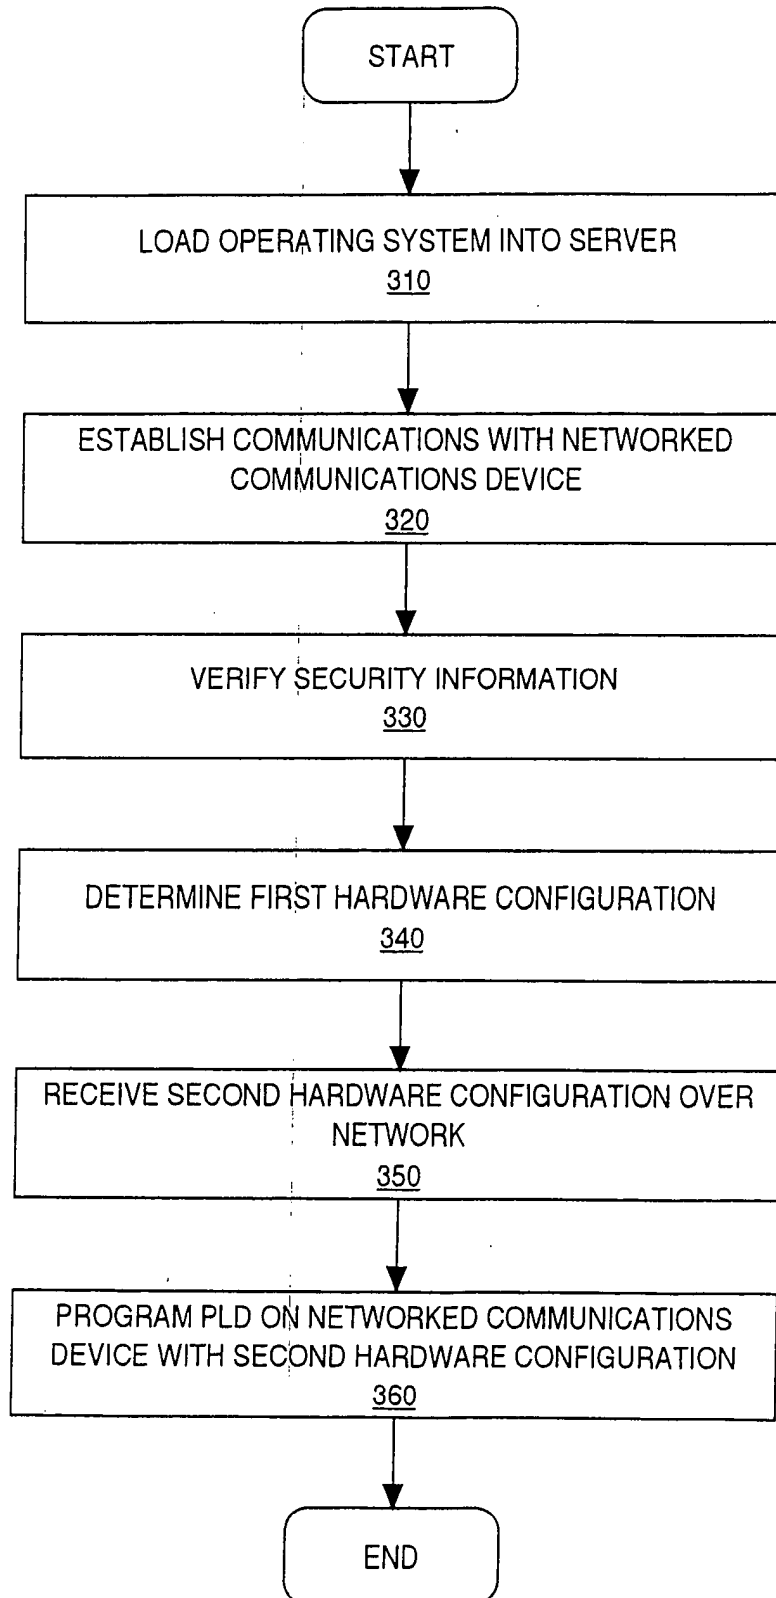 START
LOAD OPERATING SYSTEM INTO SERVER
310
ESTABLISH COMMUNICATIONS WITH NETWORKED
COMMUNICATIONS DEVICE
320
VERIFY SECURITY INFORMATION
330
DETERMINE FIRST HARDWARE CONFIGURATION
340
RECEIVE SECOND HARDWARE CONFIGURATION OVER
NETWORK
350
PROGRAM PLD ON NETWORKED COMMUNICATIONS
DEVICE WITH SECOND HARDWARE CONFIGURATION
360
END